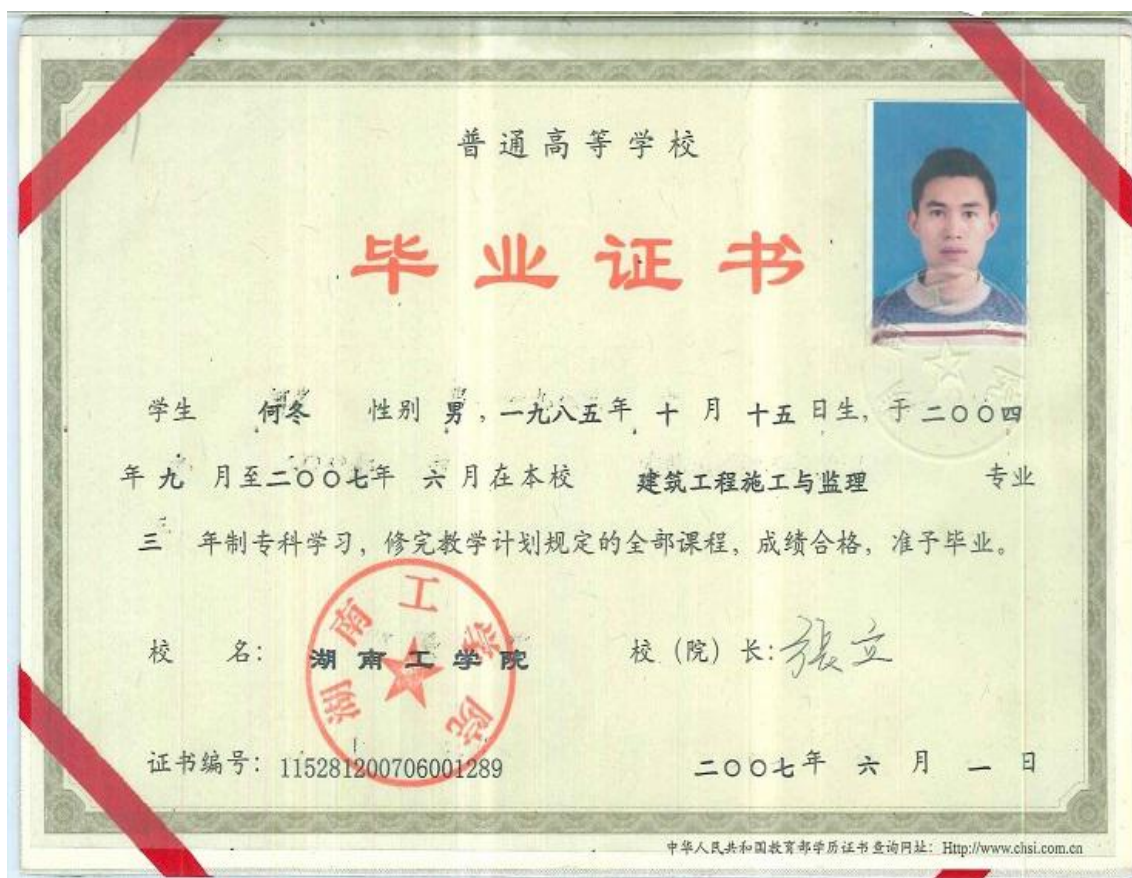 普通高等学校
毕业证书
学生 何冬 性别 男，一九八五年 十 月 十五 日生，于 二〇〇四
年 九 月至二〇〇七年 六 月在本校 建筑工程施工与监理 专业
三 年制专科学习，修完教学计划规定的全部课程，成绩合格，准予毕业。
校 名： 湖南工学院 校（院）长：张立
湖南工学院
证书编号：115281200706001289 二〇〇七年 六 月 一 日
中华人民共和国教育部学历证书查询网址：Http://www.chsi.com.cn